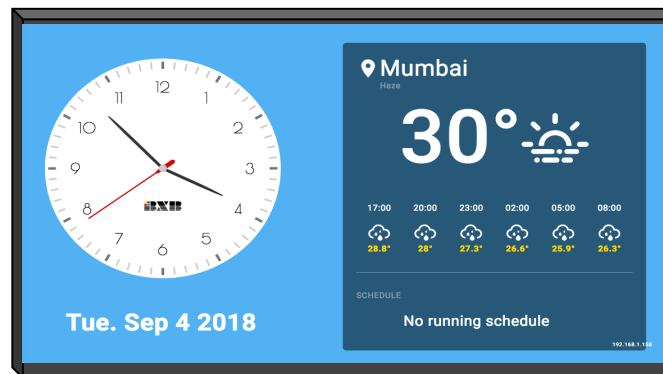 12
1
2
3
4
5
6
7
8
9
10
11
BXB
Tue. Sep 4 2018
Mumbai
Haze
30°
17:00 20:00 23:00 02:00 05:00 08:00
28.8° 28° 27.3° 26.6° 25.9° 26.3°
SCHEDULE
No running schedule
192.168.1.158